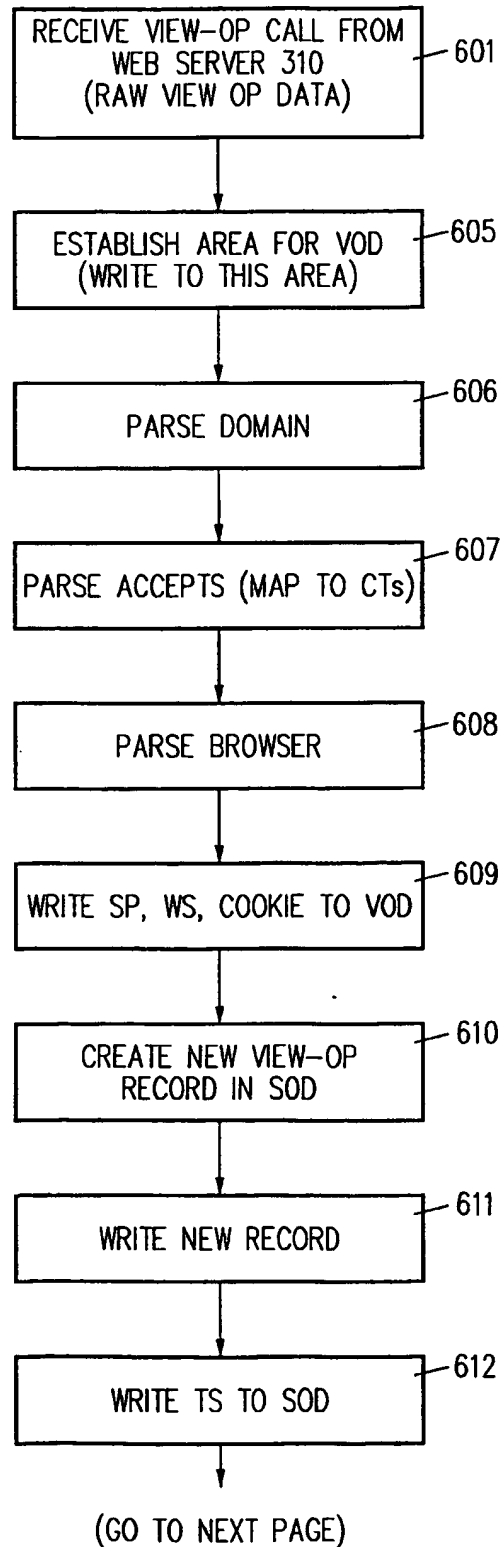 RECEIVE VIEW-OP CALL FROM
WEB SERVER 310
(RAW VIEW OP DATA)
601
ESTABLISH AREA FOR VOD
(WRITE TO THIS AREA)
605
PARSE DOMAIN
606
PARSE ACCEPTS (MAP TO CTs)
607
PARSE BROWSER
608
WRITE SP, WS, COOKIE TO VOD
609
CREATE NEW VIEW-OP
RECORD IN SOD
610
WRITE NEW RECORD
611
WRITE TS TO SOD
612
(GO TO NEXT PAGE)